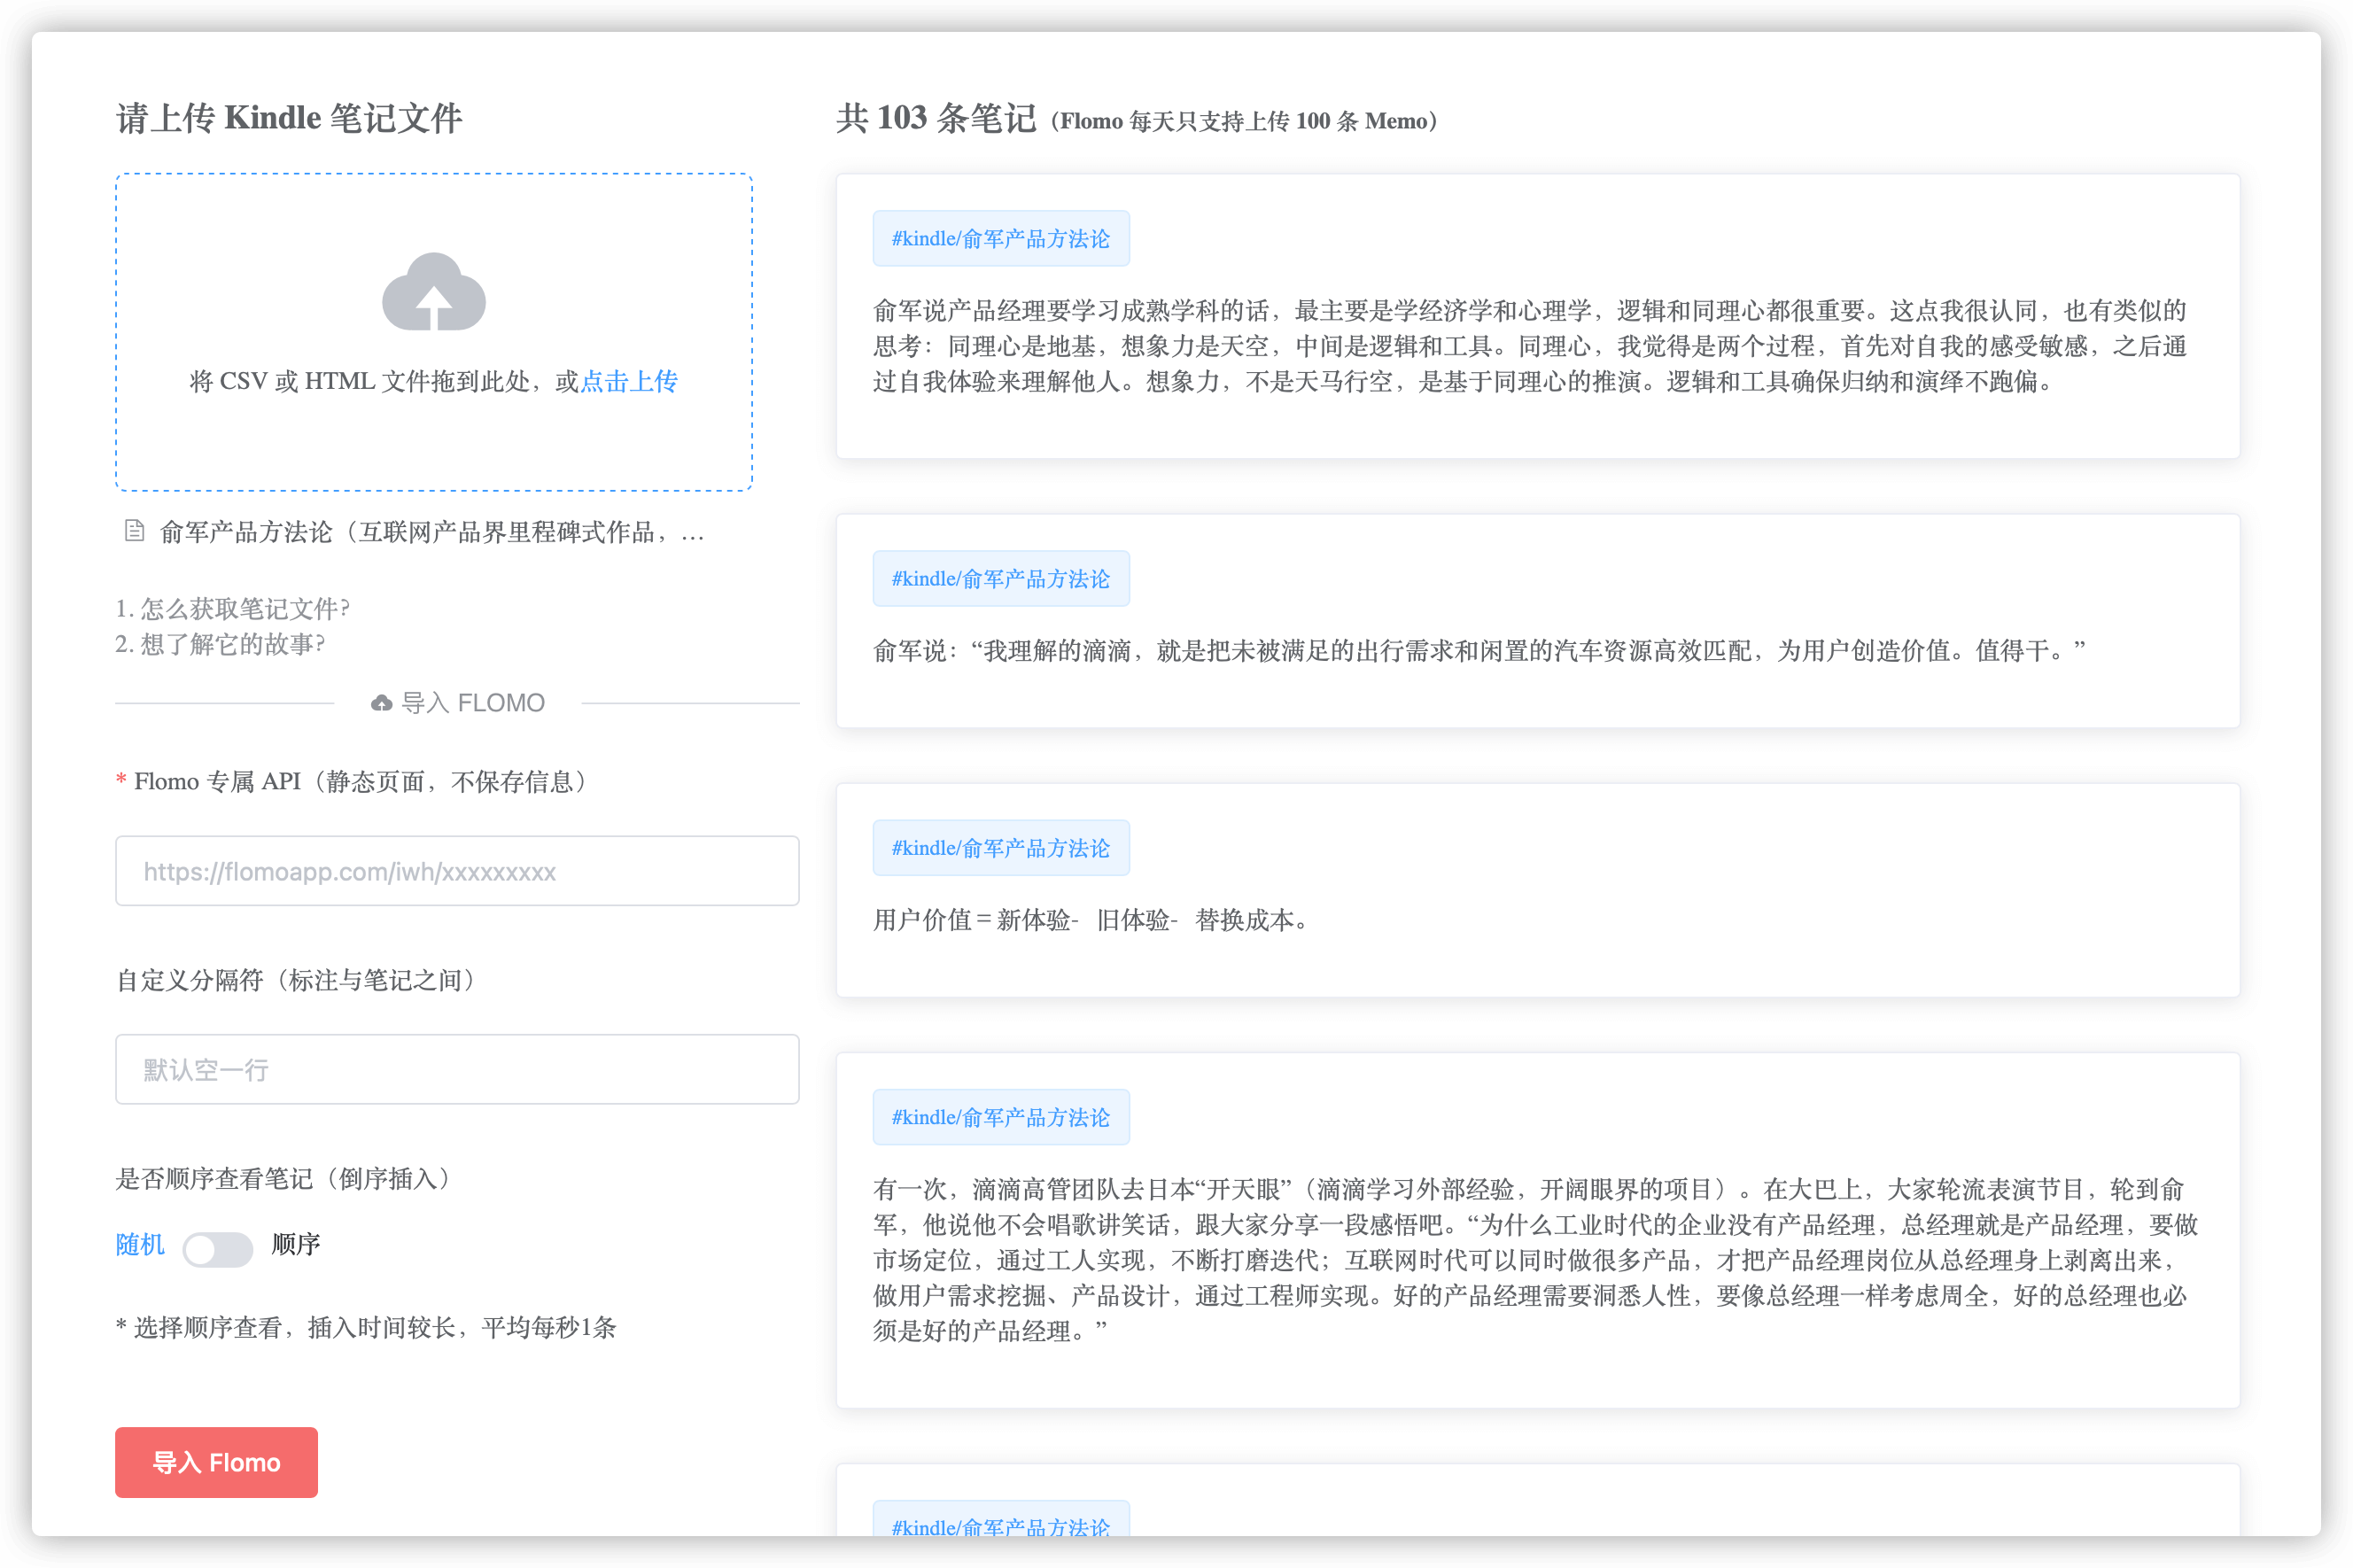 请上传 Kindle 笔记文件
将 CSV 或 HTML 文件拖到此处，或点击上传
俞军产品方法论（互联网产品界里程碑式作品，...
1. 怎么获取笔记文件?
2. 想了解它的故事?
导入 FLOMO
* Flomo 专属 API（静态页面，不保存信息）
https://flomoapp.com/iwh/xxxxxxxxx
自定义分隔符（标注与笔记之间）
默认空一行
是否顺序查看笔记（倒序插入）
随机 顺序
* 选择顺序查看，插入时间较长，平均每秒1条
导入 Flomo
共 103 条笔记（Flomo 每天只支持上传 100 条 Memo）
#kindle/俞军产品方法论
俞军说产品经理要学习成熟学科的话，最主要是学经济学和心理学，逻辑和同理心都很重要。这点我很认同，也有类似的
思考：同理心是地基，想象力是天空，中间是逻辑和工具。同理心，我觉得是两个过程，首先对自我的感受敏感，之后通
过自我体验来理解他人。想象力，不是天马行空，是基于同理心的推演。逻辑和工具确保归纳和演绎不跑偏。
#kindle/俞军产品方法论
俞军说：“我理解的滴滴，就是把未被满足的出行需求和闲置的汽车资源高效匹配，为用户创造价值。值得干。”
#kindle/俞军产品方法论
用户价值＝新体验- 旧体验- 替换成本。
#kindle/俞军产品方法论
有一次，滴滴高管团队去日本“开天眼”（滴滴学习外部经验，开阔眼界的项目）。在大巴上，大家轮流表演节目，轮到俞
军，他说他不会唱歌讲笑话，跟大家分享一段感悟吧。“为什么工业时代的企业没有产品经理，总经理就是产品经理，要做
市场定位，通过工人实现，不断打磨迭代；互联网时代可以同时做很多产品，才把产品经理岗位从总经理身上剥离出来，
做用户需求挖掘、产品设计，通过工程师实现。好的产品经理需要洞悉人性，要像总经理一样考虑周全，好的总经理也必
须是好的产品经理。”
#kindle/俞军产品方法论